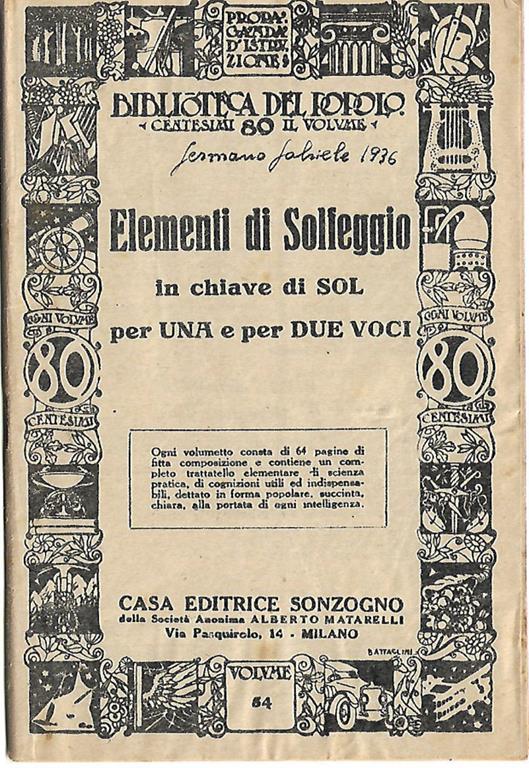 PROPA-
GANDA
D'ISTRU-
ZIONE
BIBLIOTECA DEL POPOLO
CENTESIMI 80 IL VOLUME
Germano Gabriele 1936
Elementi di Solfeggio
in chiave di SOL
per UNA e per DUE VOCI
OGNI VOLUME
80
CENTESIMI
OGNI VOLUME
80
CENTESIMI
Ogni volumetto consta di 64 pagine di
fitta composizione e contiene un com-
pleto trattatello elementare di scienza
pratica, di cognizioni utili ed indispensa-
bili, dettato in forma popolare, succinta,
chiara, alla portata di ogni intelligenza.
CASA EDITRICE SONZOGNO
della Società Anonima ALBERTO MATARELLI
Via Pasquirolo, 14 - MILANO
BATTAGLINI
VOLUME
54